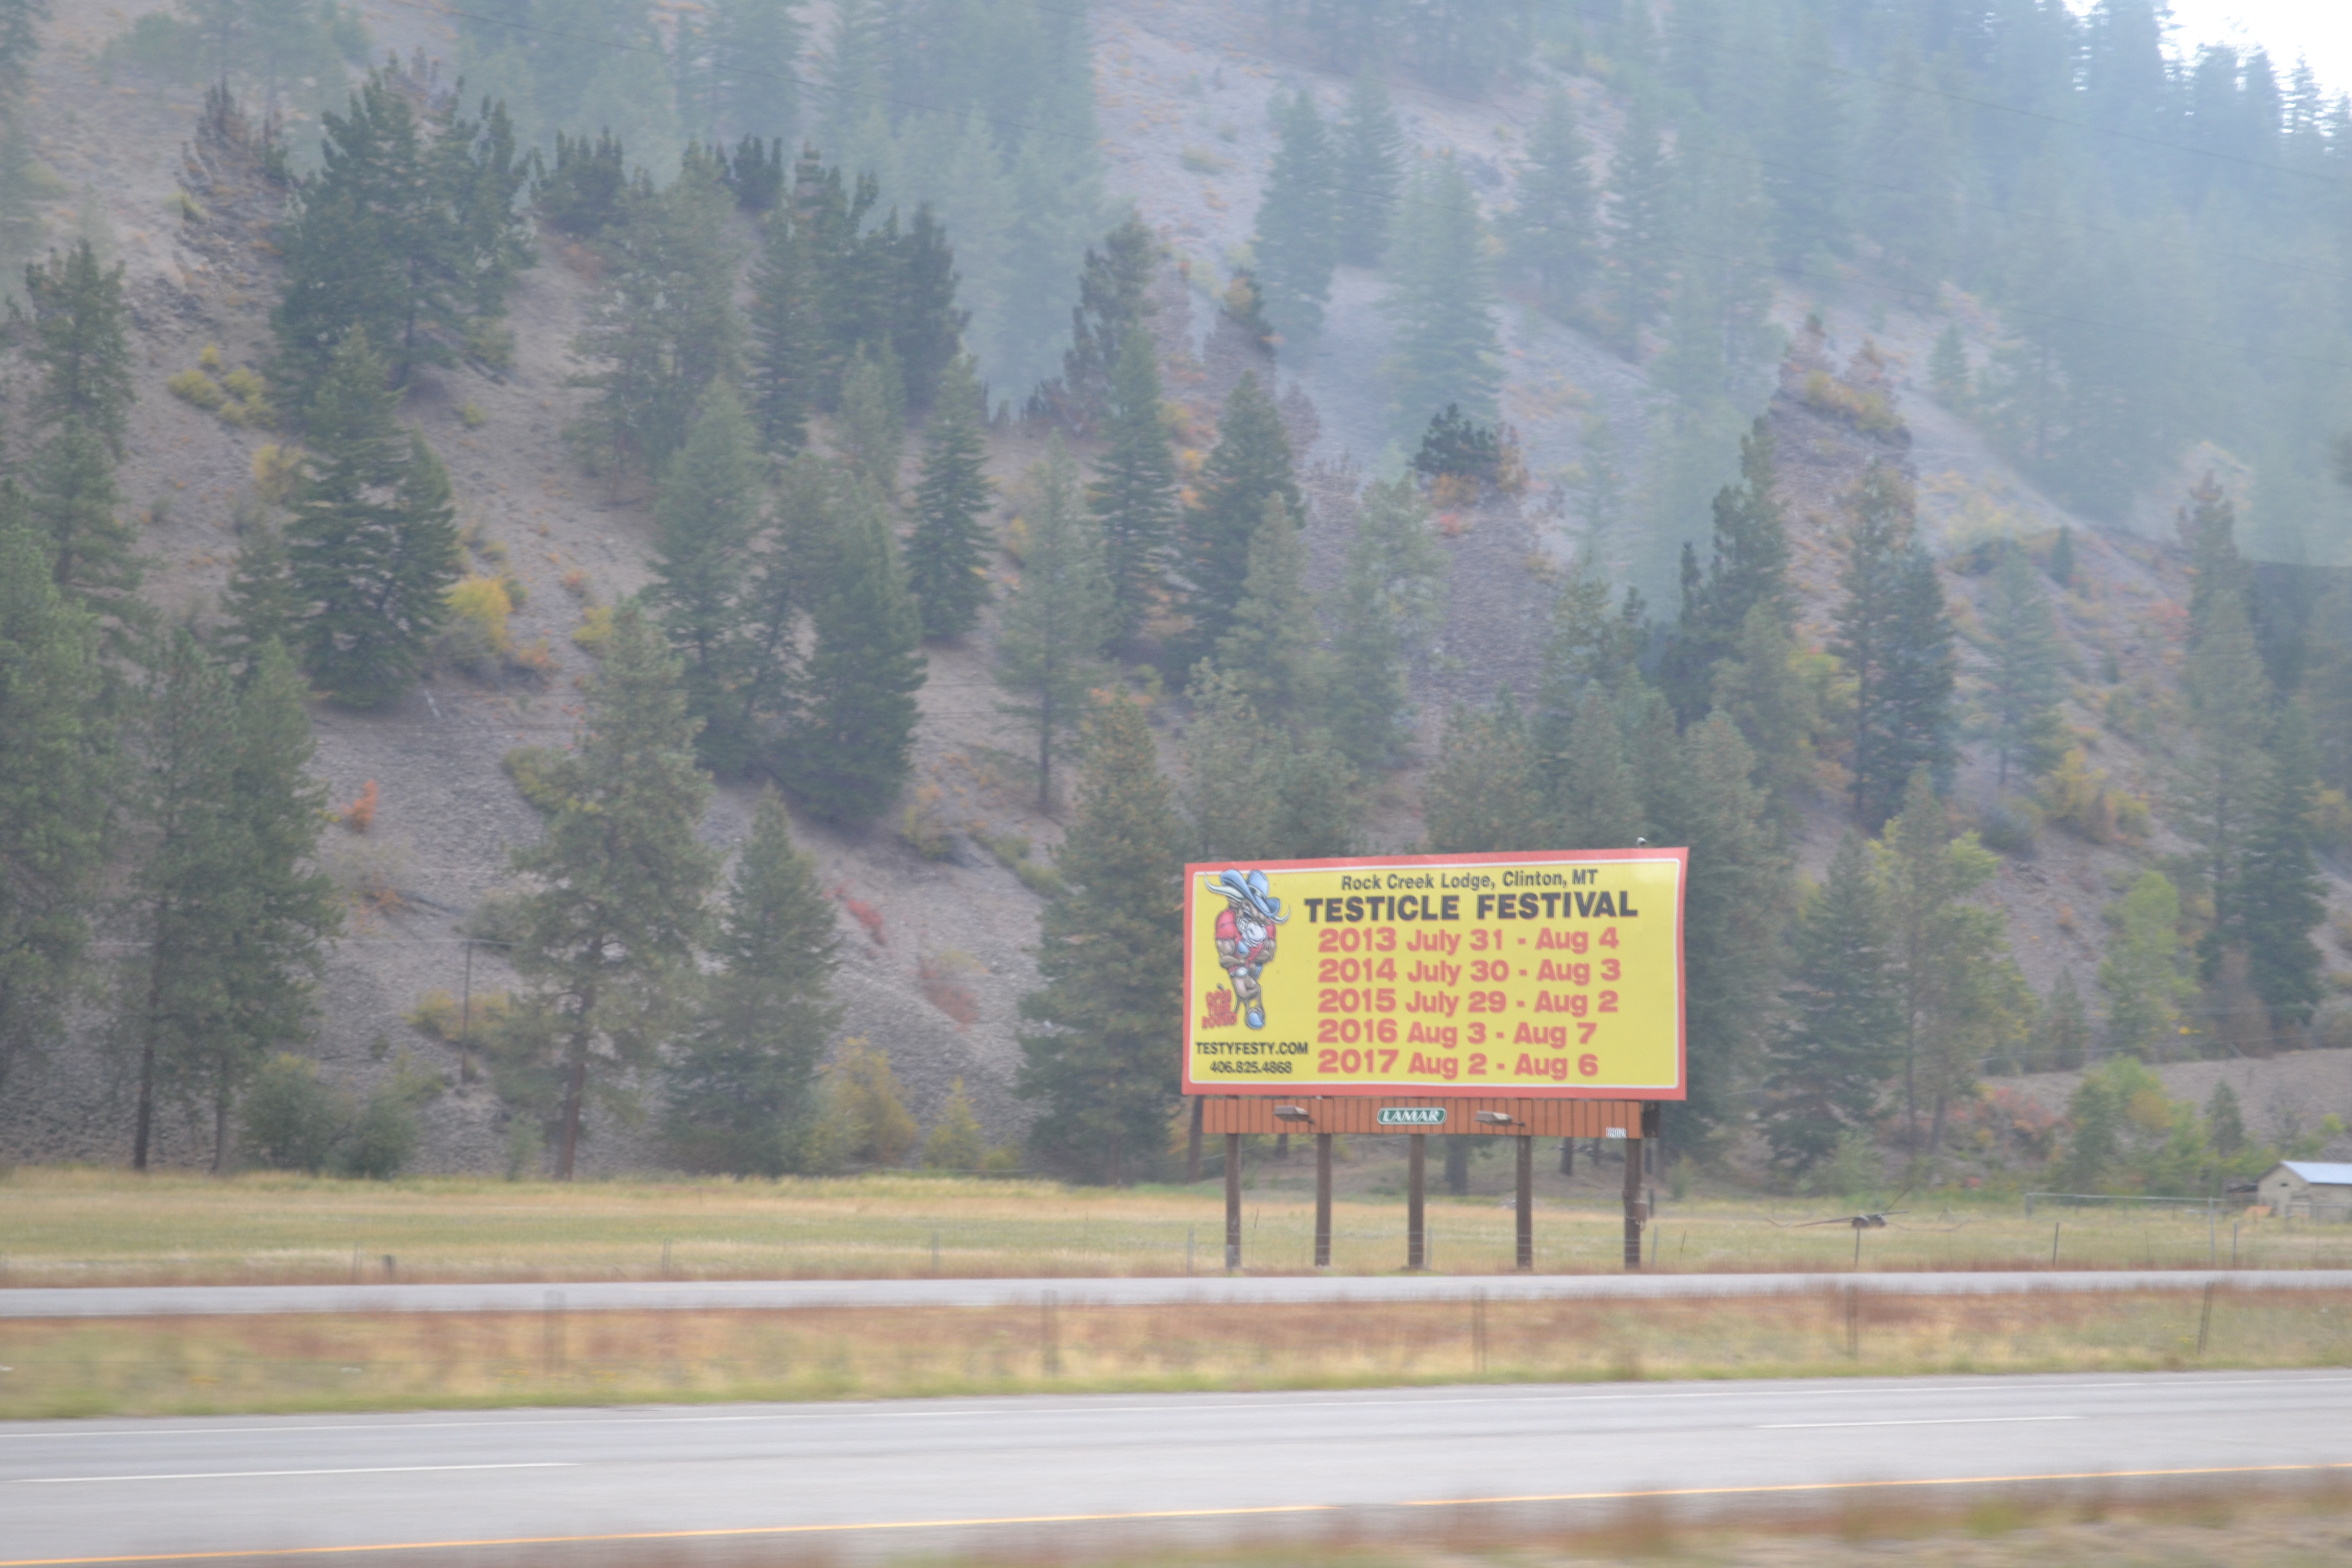 Rock Creek Lodge, Clinton, MT
TESTICLE FESTIVAL
2013 July 31 - Aug 4
2014 July 30 - Aug 3
2015 July 29 - Aug 2
2016 Aug 3 - Aug 7
2017 Aug 2 - Aug 6
TESTYFESTY.COM
406.825.4868
LAMAR